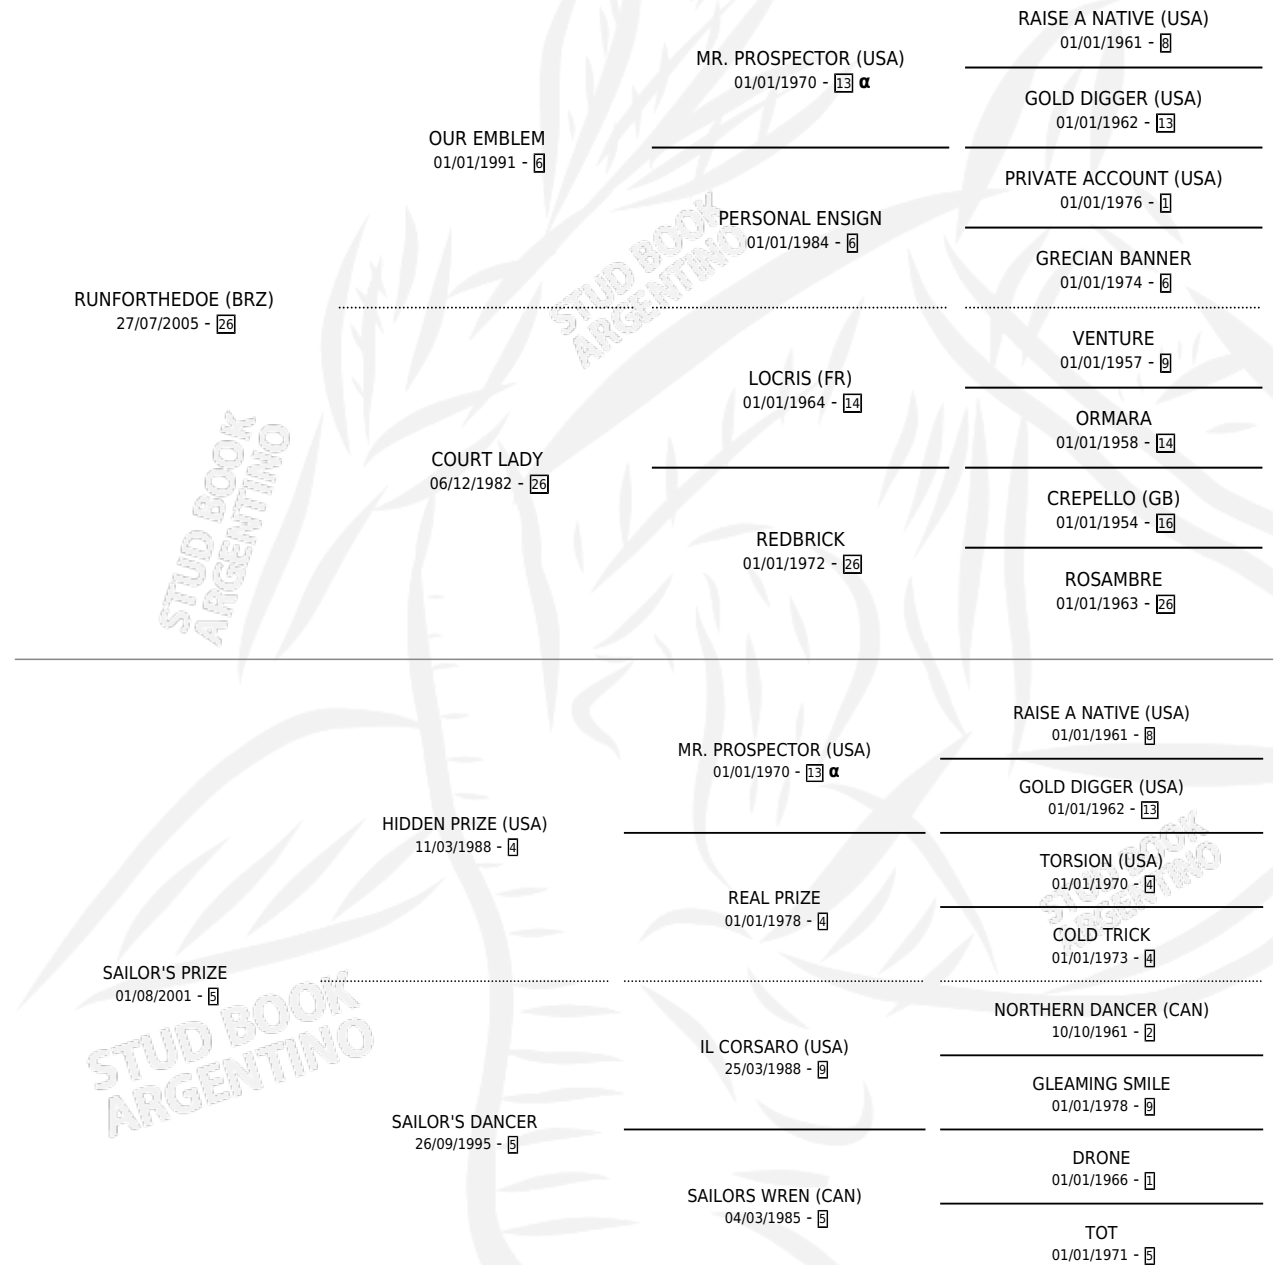 RAISE A NATIVE (USA)
01/01/1961 - 8
MR. PROSPECTOR (USA)
01/01/1970 - 13 α
GOLD DIGGER (USA)
01/01/1962 - 13
OUR EMBLEM
01/01/1991 - 6
PRIVATE ACCOUNT (USA)
01/01/1976 - 1
PERSONAL ENSIGN
01/01/1984 - 6
GRECIAN BANNER
01/01/1974 - 6
RUNFORTHEDOE (BRZ)
27/07/2005 - 26
STUD BOOK
ARGENTINO
VENTURE
01/01/1957 - 9
LOCRIS (FR)
01/01/1964 - 14
ORMARA
01/01/1958 - 14
COURT LADY
06/12/1982 - 26
CREPELLO (GB)
01/01/1954 - 16
REDBRICK
01/01/1972 - 26
ROSAMBRE
01/01/1963 - 26
STUD BOOK
ARGENTINO
RAISE A NATIVE (USA)
01/01/1961 - 8
MR. PROSPECTOR (USA)
01/01/1970 - 13 α
GOLD DIGGER (USA)
01/01/1962 - 13
HIDDEN PRIZE (USA)
11/03/1988 - 4
TORSION (USA)
01/01/1970 - 4
REAL PRIZE
01/01/1978 - 4
COLD TRICK
01/01/1973 - 4
STUD BOOK
ARGENTINO
SAILOR'S PRIZE
01/08/2001 - 5
NORTHERN DANCER (CAN)
10/10/1961 - 2
IL CORSARO (USA)
25/03/1988 - 9
GLEAMING SMILE
01/01/1978 - 9
STUD BOOK
ARGENTINO
SAILOR'S DANCER
26/09/1995 - 5
DRONE
01/01/1966 - 1
SAILORS WREN (CAN)
04/03/1985 - 5
TOT
01/01/1971 - 5